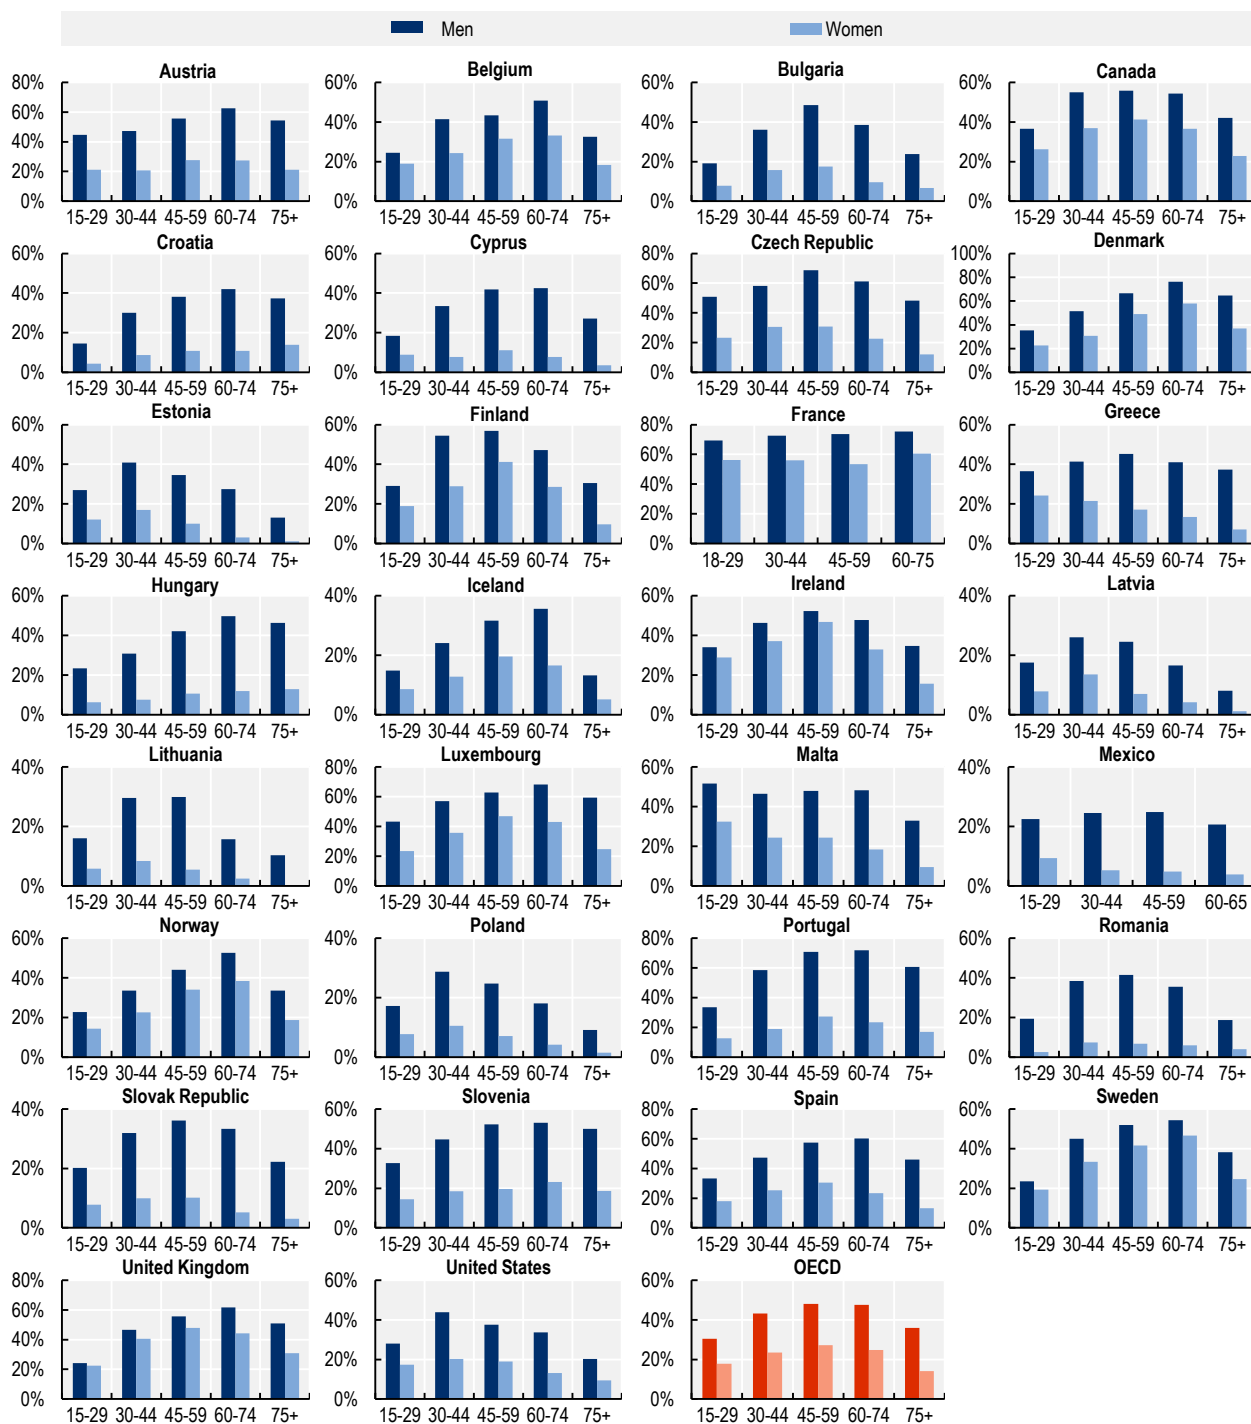 Men Women
Austria Belgium Bulgaria Canada
80% 60% 60% 60%
60% 40% 40% 40%
40% 20% 20% 20%
20% 0% 0% 0%
0%
15-29 30-44 45-59 60-74 75+ 15-29 30-44 45-59 60-74 75+ 15-29 30-44 45-59 60-74 75+ 15-29 30-44 45-59 60-74 75+
Croatia Cyprus Czech Republic Denmark
60% 60% 80% 100%
40% 40% 60% 80%
20% 20% 40% 60%
0% 0% 20% 40%
0% 20%
0%
15-29 30-44 45-59 60-74 75+ 15-29 30-44 45-59 60-74 75+ 15-29 30-44 45-59 60-74 75+ 15-29 30-44 45-59 60-74 75+
Estonia Finland France Greece
60% 60% 80% 60%
40% 40% 60% 40%
20% 20% 40% 20%
0% 0% 20% 0%
0%
15-29 30-44 45-59 60-74 75+ 15-29 30-44 45-59 60-74 75+ 18-29 30-44 45-59 60-75 15-29 30-44 45-59 60-74 75+
Hungary Iceland Ireland Latvia
60% 40% 60% 40%
40% 20% 40% 20%
20% 0% 20% 0%
0% 0%
15-29 30-44 45-59 60-74 75+ 15-29 30-44 45-59 60-74 75+ 15-29 30-44 45-59 60-74 75+ 15-29 30-44 45-59 60-74 75+
Lithuania Luxembourg Malta Mexico
40% 80% 60% 40%
20% 60% 40% 20%
0% 40% 20% 0%
20% 0%
0%
15-29 30-44 45-59 60-74 75+ 15-29 30-44 45-59 60-74 75+ 15-29 30-44 45-59 60-74 75+ 15-29 30-44 45-59 60-65
Norway Poland Portugal Romania
60% 40% 80% 60%
40% 20% 60% 40%
20% 0% 40% 20%
0% 20% 0%
0%
15-29 30-44 45-59 60-74 75+ 15-29 30-44 45-59 60-74 75+ 15-29 30-44 45-59 60-74 75+ 15-29 30-44 45-59 60-74 75+
Slovak Republic Slovenia Spain Sweden
40% 60% 80% 60%
20% 40% 60% 40%
0% 20% 40% 20%
0% 20% 0%
0%
15-29 30-44 45-59 60-74 75+ 15-29 30-44 45-59 60-74 75+ 15-29 30-44 45-59 60-74 75+ 15-29 30-44 45-59 60-74 75+
United Kingdom United States OECD
80% 60% 60%
60% 40% 40%
40% 20% 20%
20% 0% 0%
0%
15-29 30-44 45-59 60-74 75+ 15-29 30-44 45-59 60-74 75+ 15-29 30-44 45-59 60-74 75+